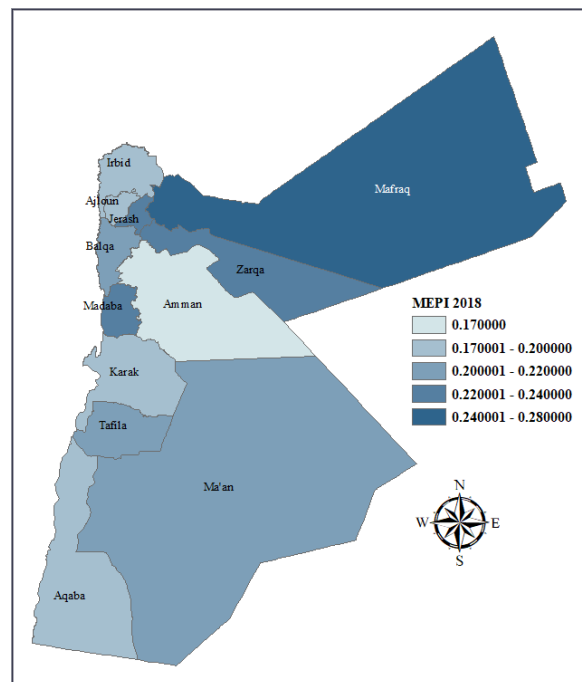 Irbid
Mafraq
Ajloun
Jerash
Balqa
Zarqa
Madaba
Amman
MEPI 2018
0.170000
0.170001 - 0.200000
0.200001 - 0.220000
0.220001 - 0.240000
0.240001 - 0.280000
Karak
Tafila
Ma'an
N
W E
S
Aqaba